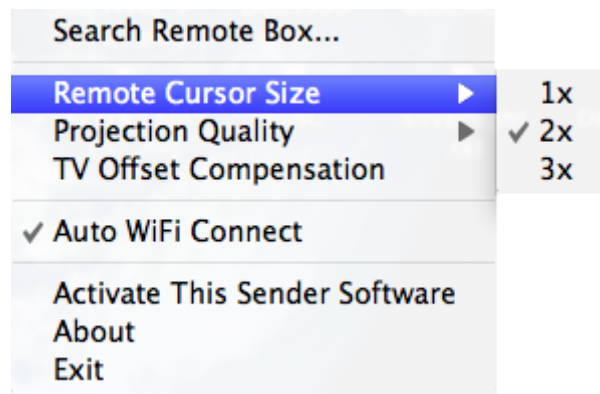 Search Remote Box...
Remote Cursor Size
Projection Quality
TV Offset Compensation
Auto WiFi Connect
Activate This Sender Software
About
Exit
1x
2x
3x